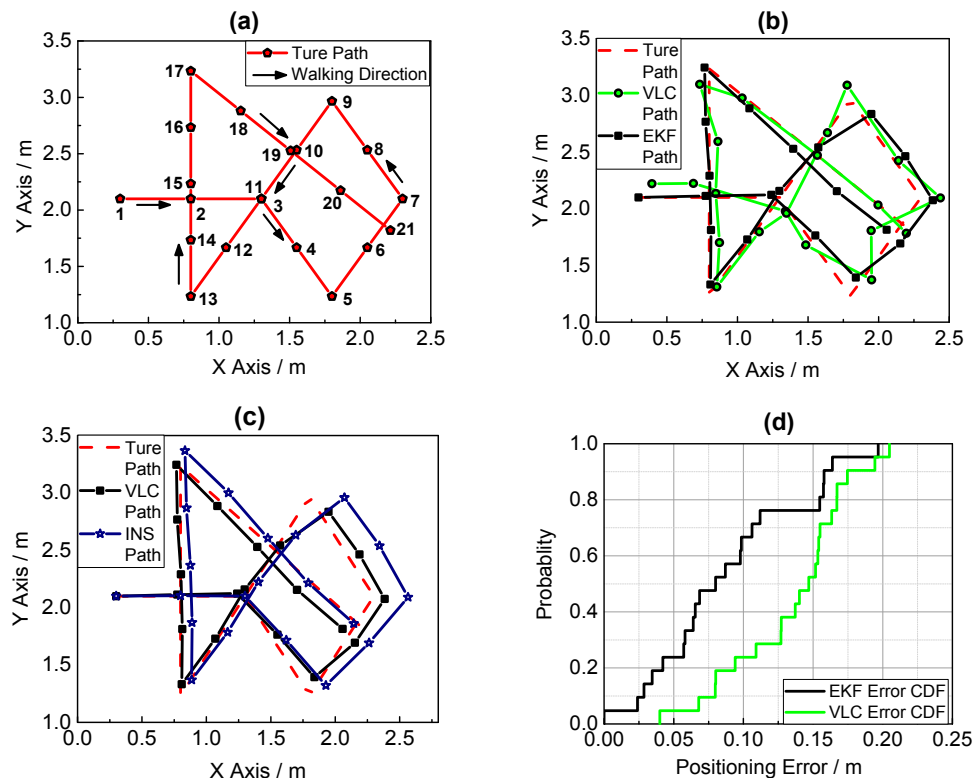 (a)
Ture Path
Walking Direction
3.5
3.0
2.5
2.0
1.5
1.0
Y Axis / m
17
16
15
14
13
1
2
18
19
10
11
3
12
4
5
6
7
8
9
20
21
0.0
0.5
1.0
1.5
2.0
2.5
X Axis / m
(b)
Ture
Path
VLC
Path
EKF
Path
3.5
3.0
2.5
2.0
1.5
1.0
Y Axis / m
0.0
0.5
1.0
1.5
2.0
2.5
X Axis / m
(c)
Ture
Path
VLC
Path
INS
Path
3.5
3.0
2.5
2.0
1.5
1.0
Y Axis / m
0.0
0.5
1.0
1.5
2.0
2.5
X Axis / m
(d)
1.0
0.8
0.6
0.4
0.2
0.0
Probablity
EKF Error CDF
VLC Error CDF
0.00
0.05
0.10
0.15
0.20
0.25
Positioning Error / m